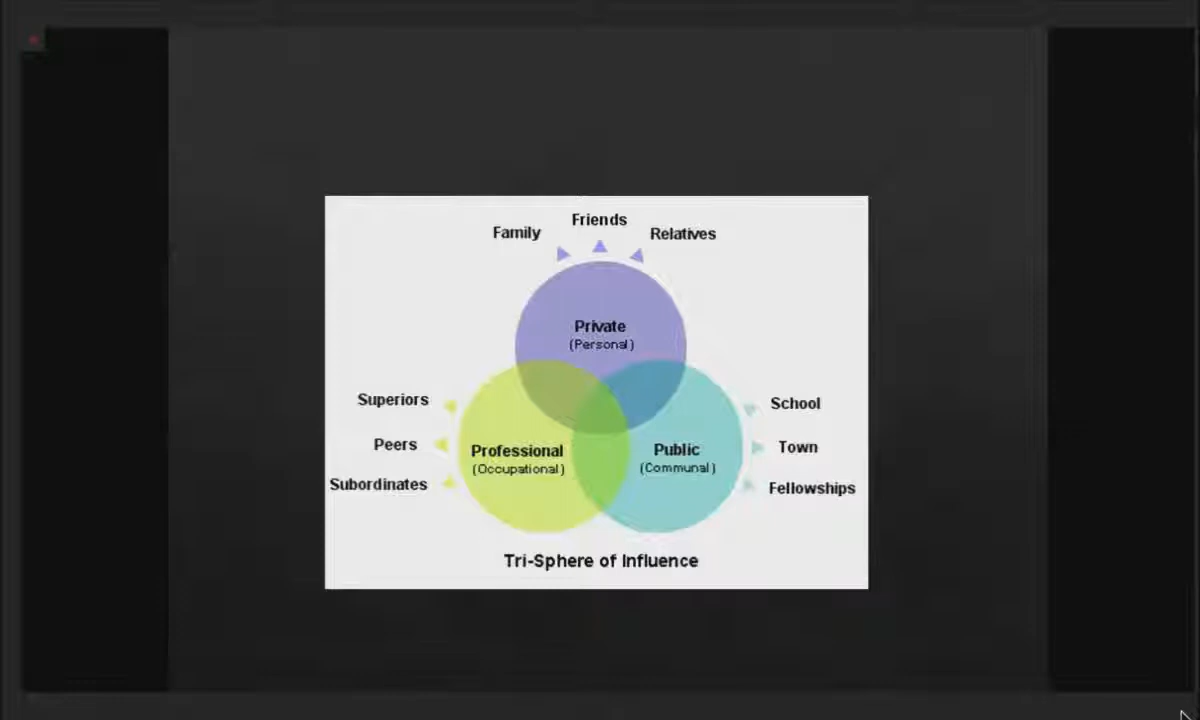 Friends
Family
Relatives
Private
(Personal)
Superiors
Peers
Subordinates
Professional
(Occupational)
Public
(Communal)
School
Town
Fellowships
Tri-Sphere of Influence